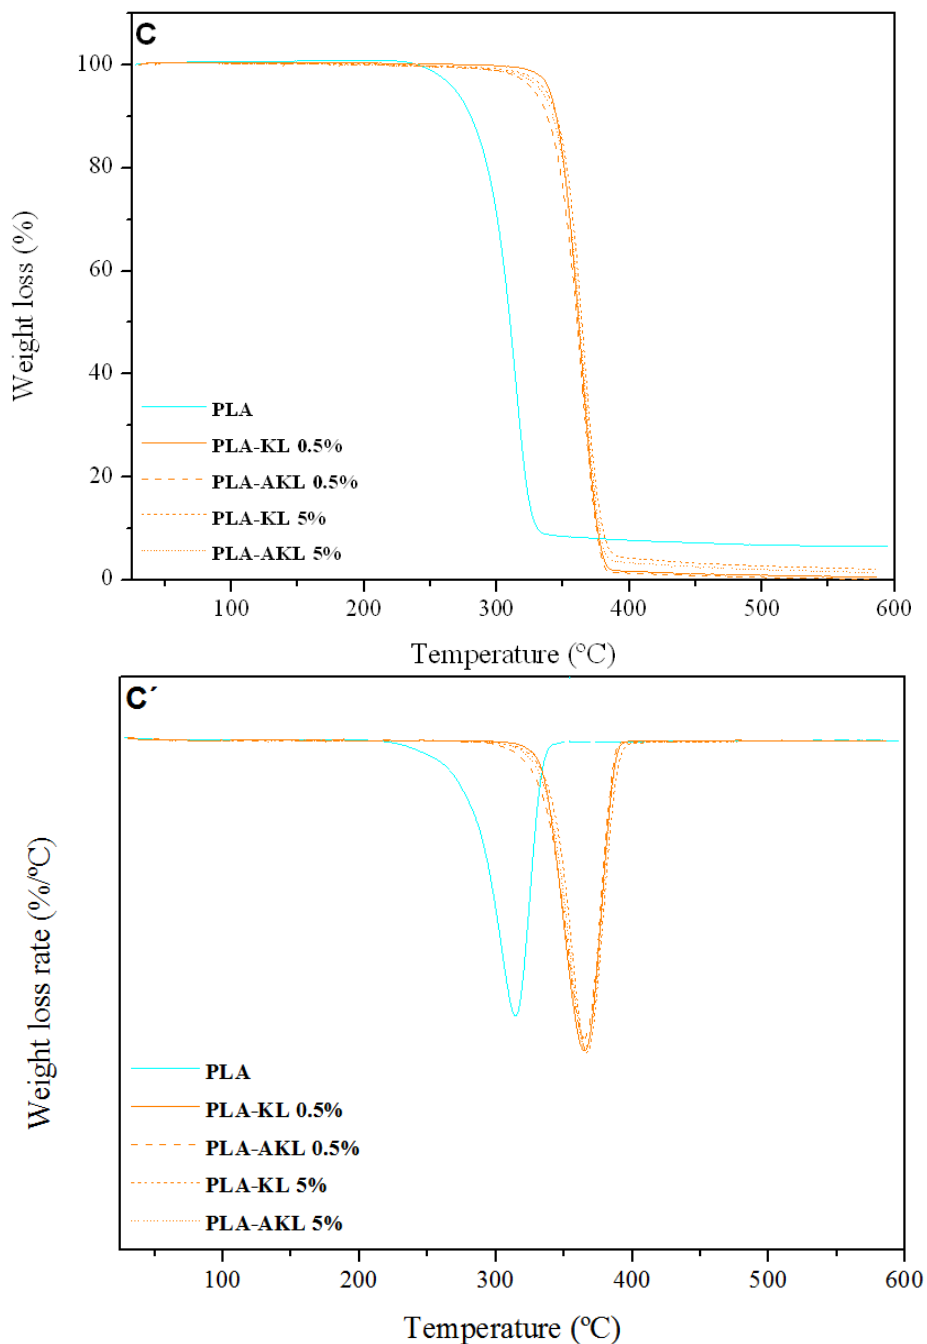 C
Weight loss (%)
100
80
60
40
20
0
PLA
PLA-KL 0.5%
PLA-AKL 0.5%
PLA-KL 5%
PLA-AKL 5%
100 200 300 400 500 600
Temperature (°C)
C´
Weight loss rate (%/ºC)
PLA
PLA-KL 0.5%
PLA-AKL 0.5%
PLA-KL 5%
PLA-AKL 5%
100 200 300 400 500 600
Temperature (ºC)